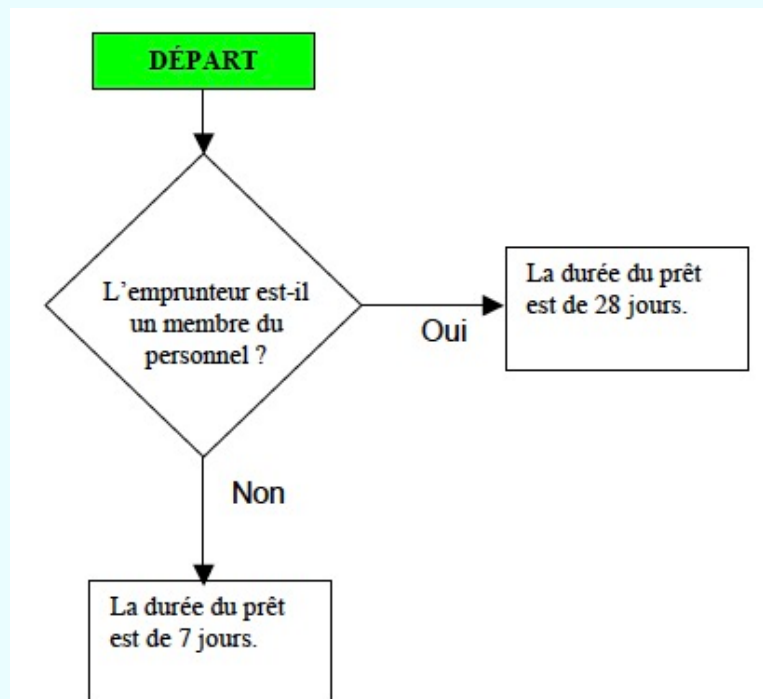 DÉPART
L'emprunteur est-il
un membre du
personnel ?
Oui
La durée du prêt
est de 28 jours.
Non
La durée du prêt
est de 7 jours.